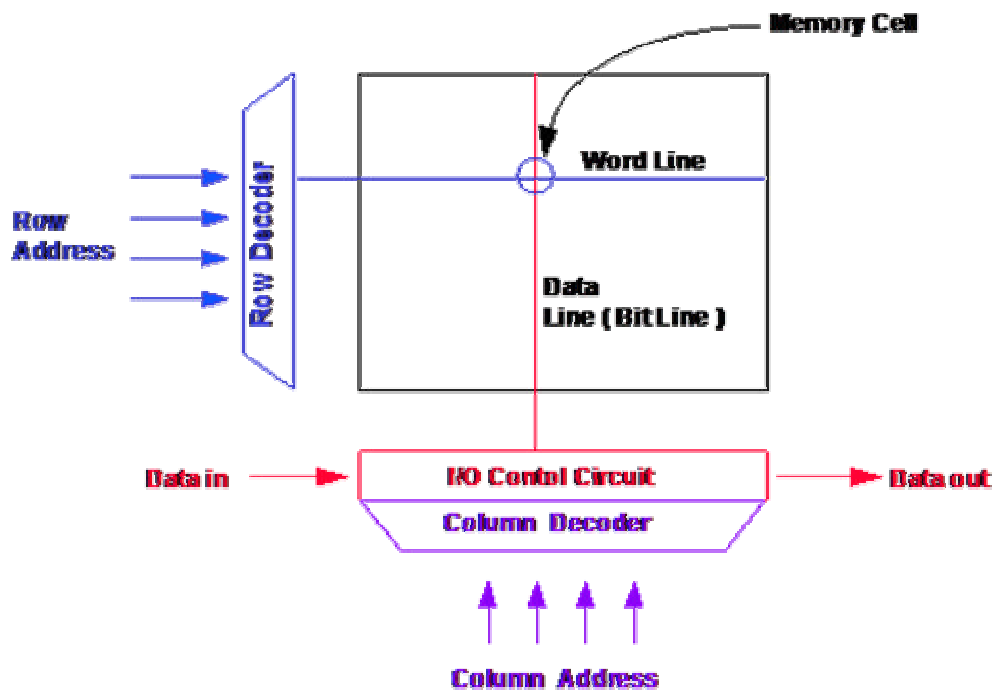 Memory Cell
Word Line
Row Decoder
Row
Address
Data
Line ( Bit Line )
Data in
I/O Contol Circuit
Data out
Column Decoder
Column Address